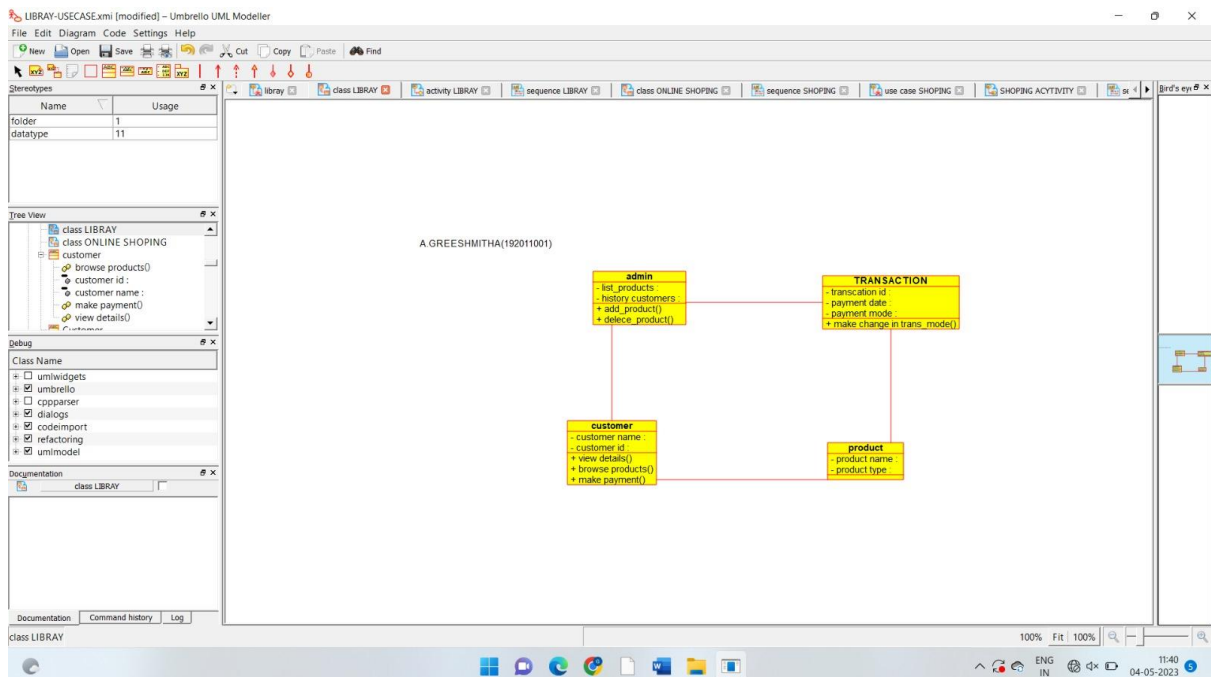 LIBRAY-USECASE.xmi [modified] – Umbrello UML Modeller
File Edit Diagram Code Settings Help
New Open Save Cut Copy Paste Find
Stereotypes
libray class LIBRAY activity LIBRAY sequence LIBRAY class ONLINE SHOPING sequence SHOPING use case SHOPING SHOPING ACYTIVITY se
Bird's eye
Name Usage
folder 1
datatype 11
Tree View
class LIBRAY
class ONLINE SHOPING
customer
browse products()
customer id :
customer name :
make payment()
view details()
Customer
Debug
Class Name
umlwidgets
umbrello
cppparser
dialogs
codeimport
refactoring
umlmodel
Documentation
class LIBRAY
Documentation Command history Log
A.GREESHMITHA(192011001)
admin
- list_products :
- history customers :
+ add_product()
+ delece_product()
TRANSACTION
- transcation id :
- payment date :
- payment mode :
+ make change in trans_mode()
customer
- customer name :
- customer id :
+ view details()
+ browse products()
+ make payment()
product
- product name :
- product type :
class LIBRAY
100% Fit 100%
ENG
IN
11:40
04-05-2023
5